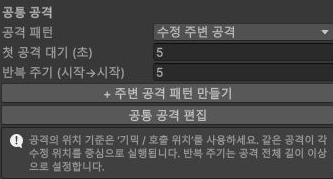 공통 공격
공격 패턴 수정 주변 공격
첫 공격 대기 (초) 5
반복 주기 (시작→시작) 5
+ 주변 공격 패턴 만들기
공통 공격 편집
공격의 위치 기준은 '기믹 / 호출 위치'를 사용하세요. 같은 공격이 각
수정 위치를 중심으로 실행됩니다. 반복 주기는 공격 전체 길이 이상
으로 설정합니다.